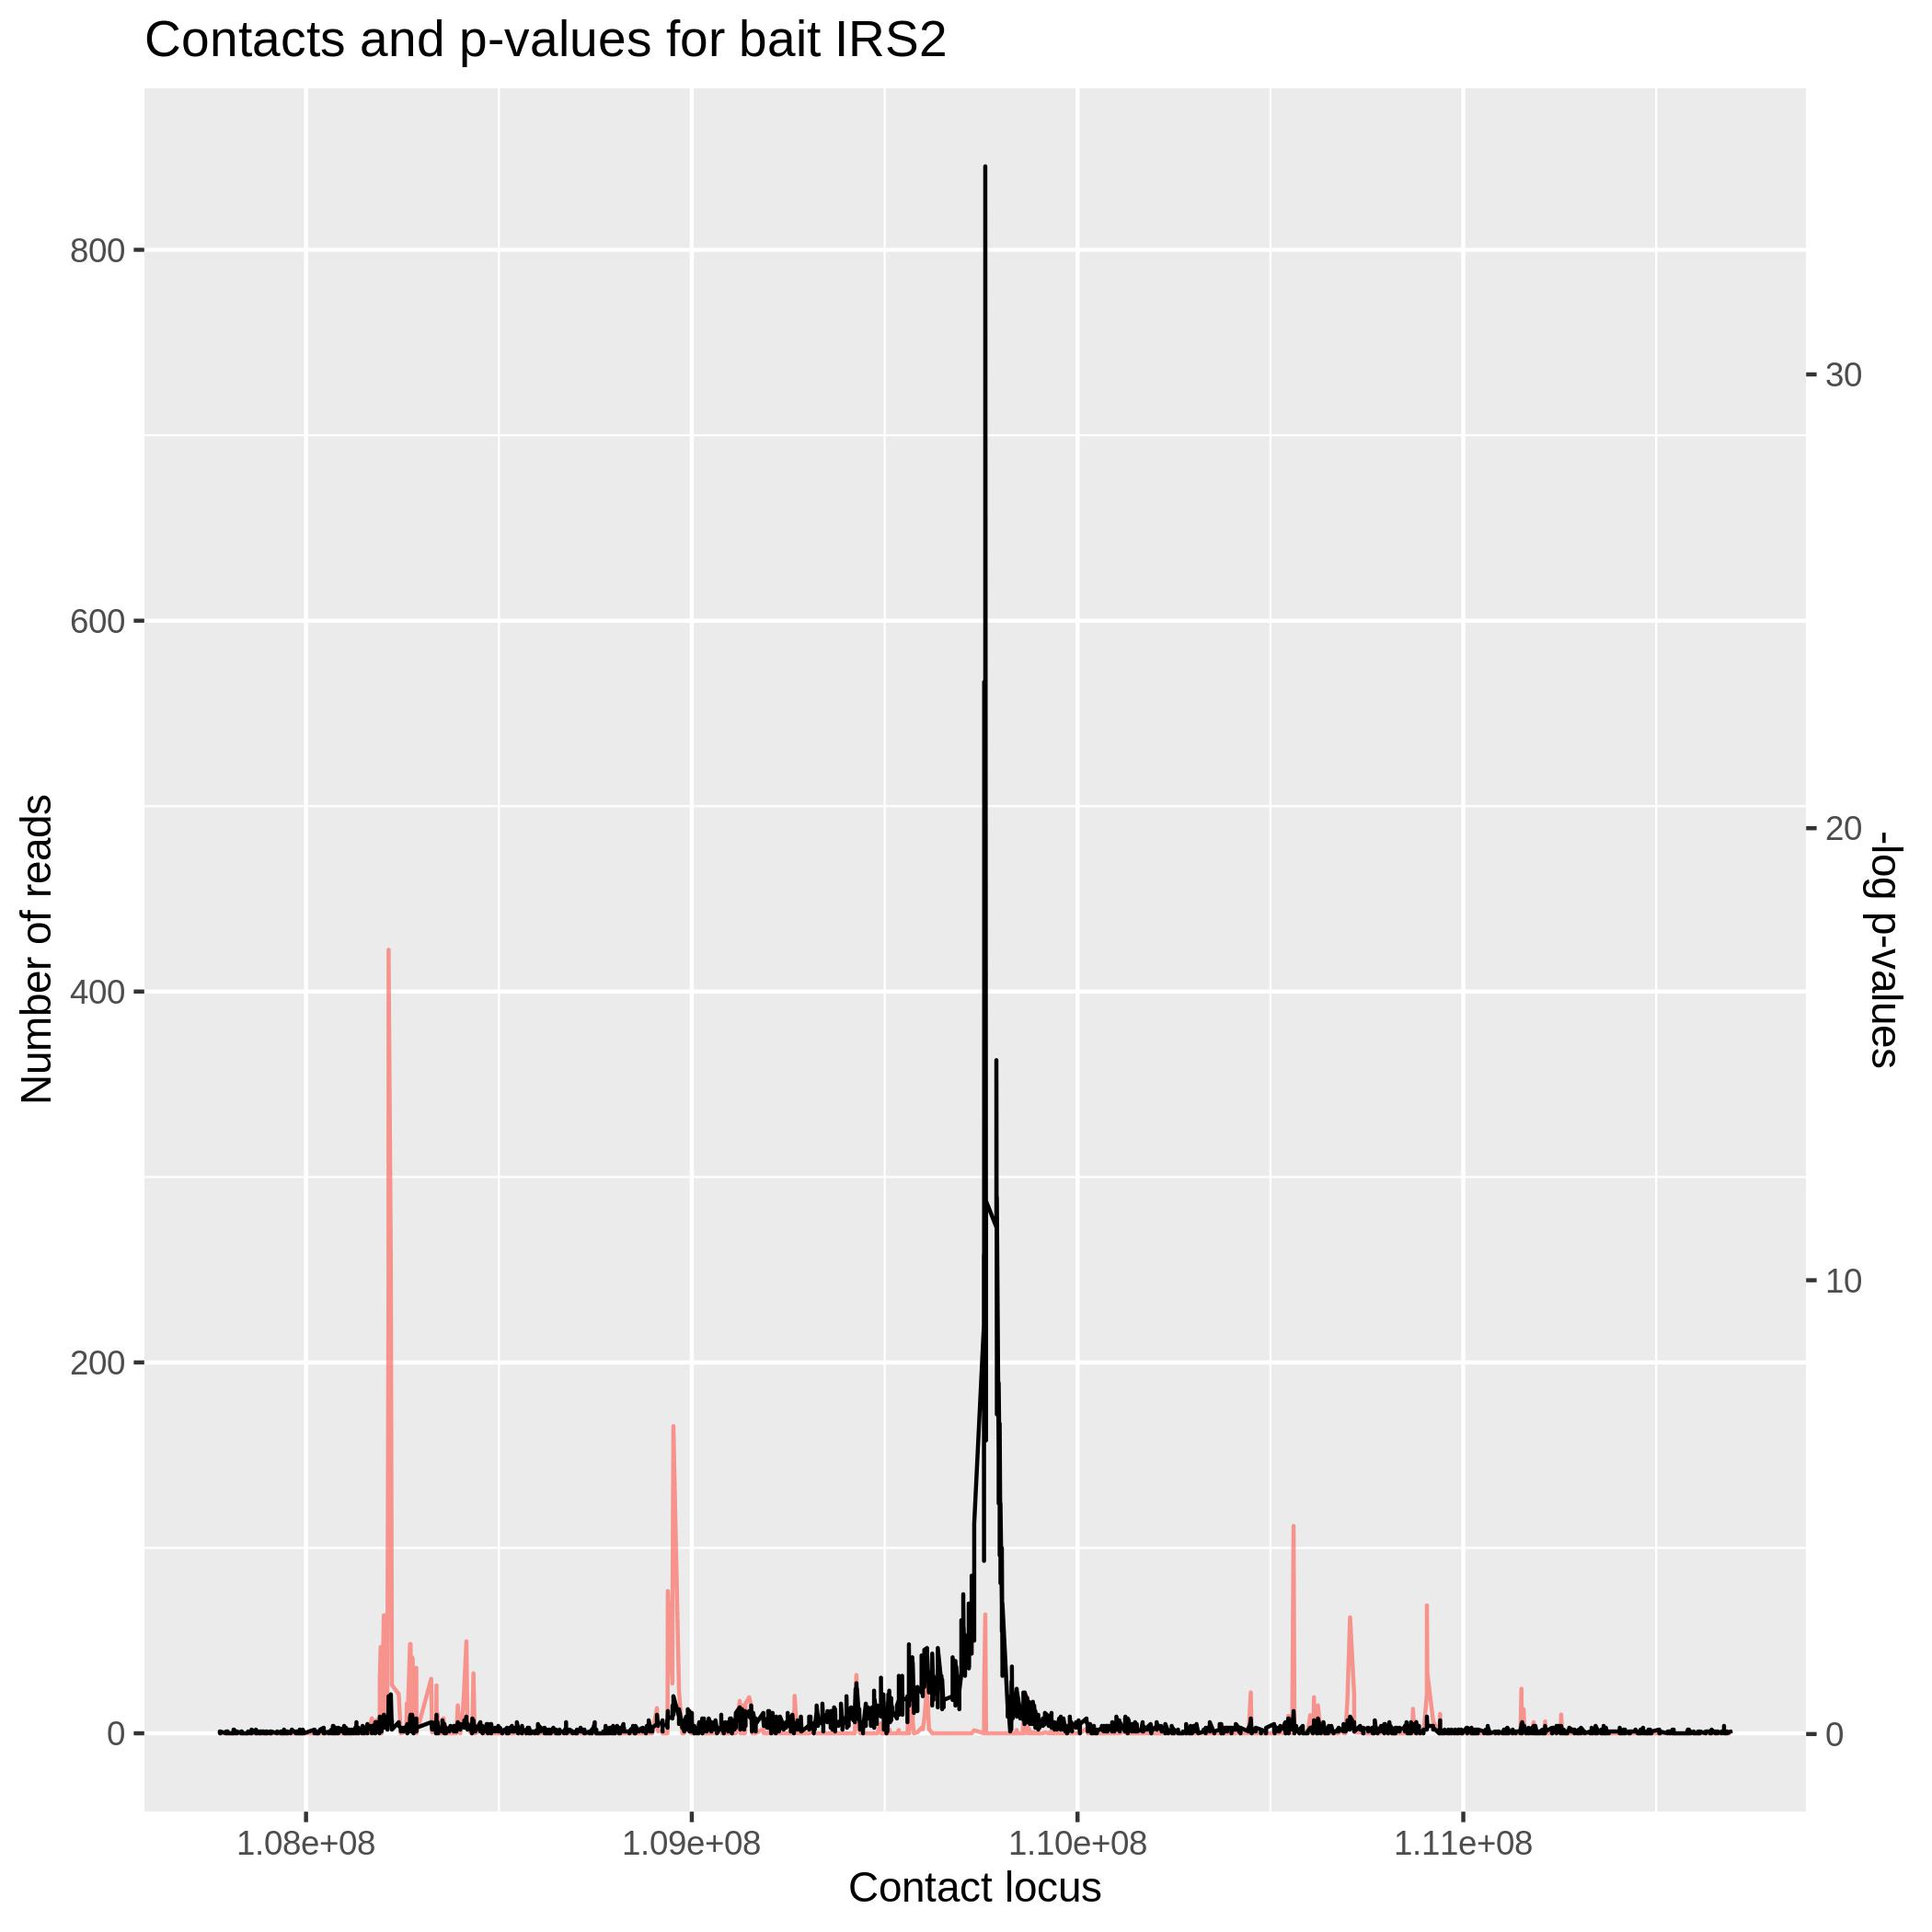 Contacts and p-values for bait IRS2
800
600
400
200
0
Number of reads
30
20
10
0
-log p-values
1.08e+08
1.09e+08
1.10e+08
1.11e+08
Contact locus